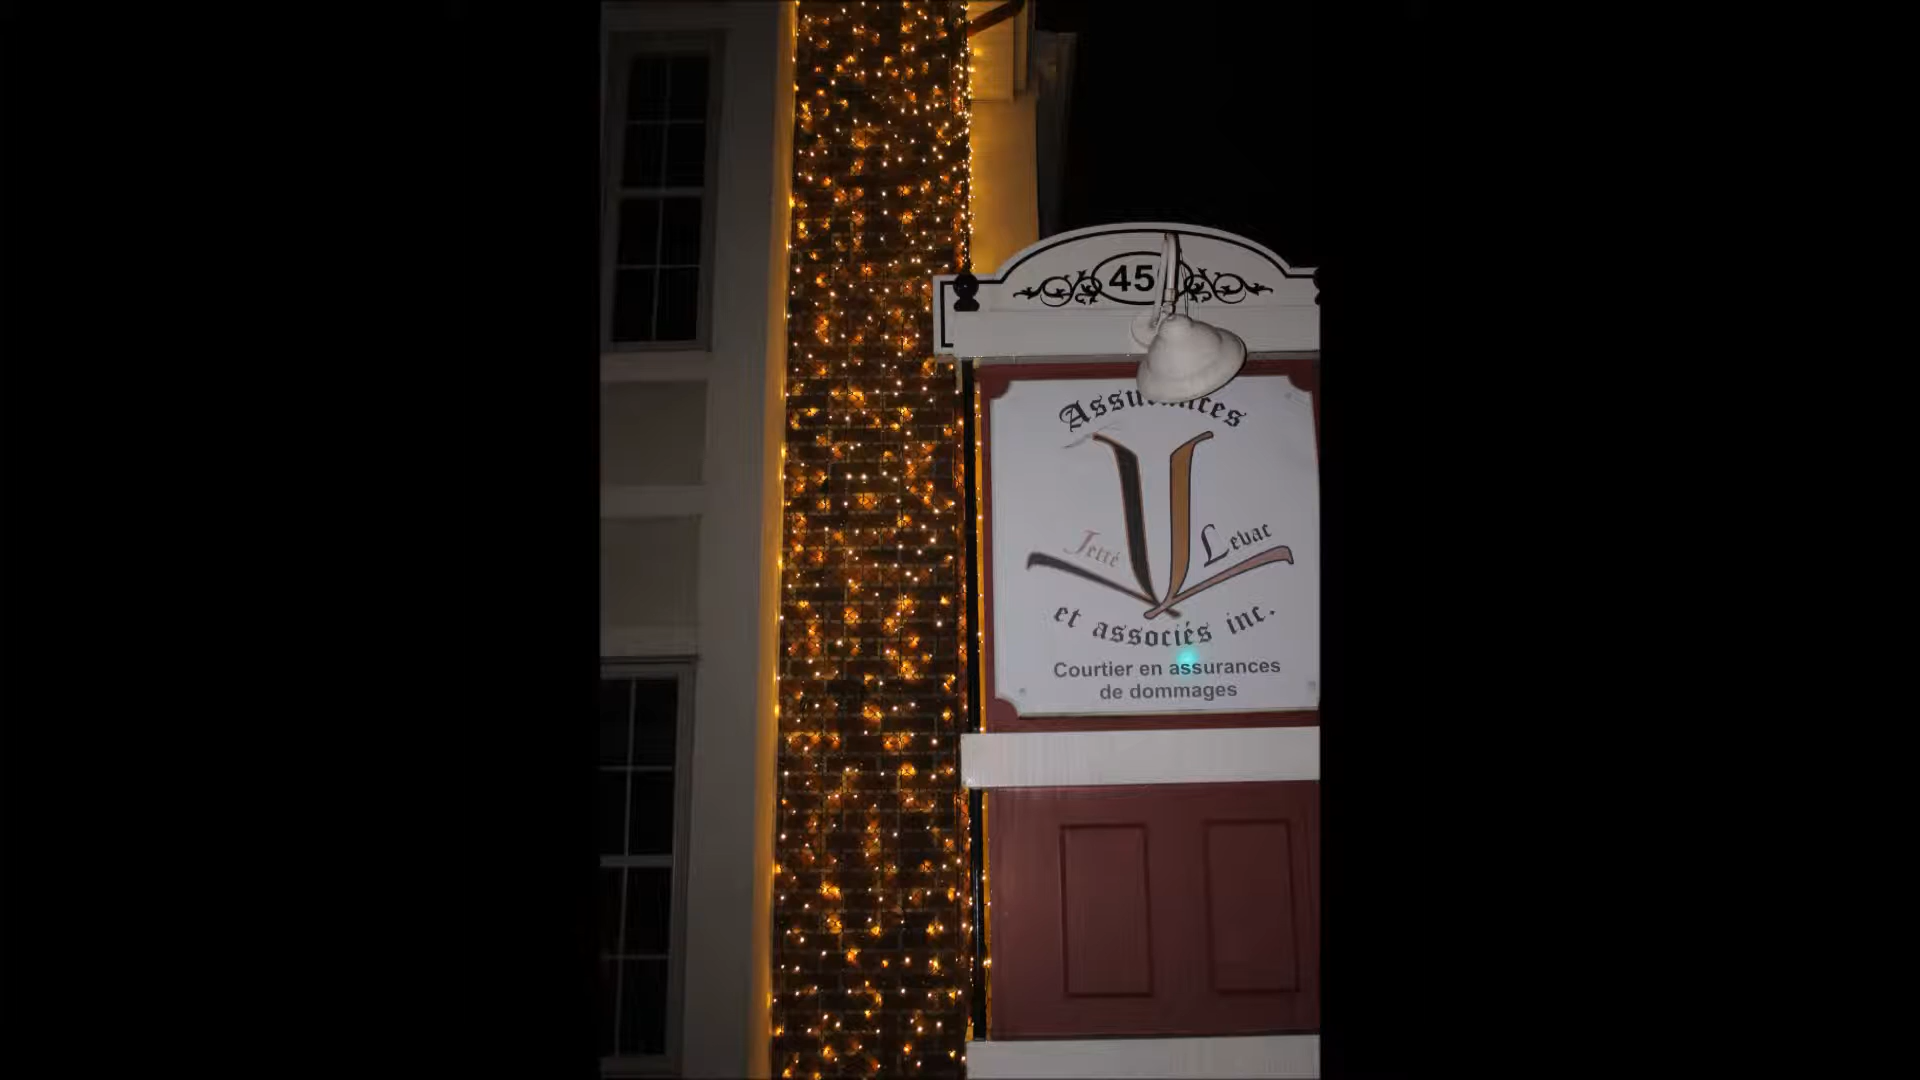 45
Assurances
Jetté
Levac
et associés inc.
Courtier en assurances
de dommages